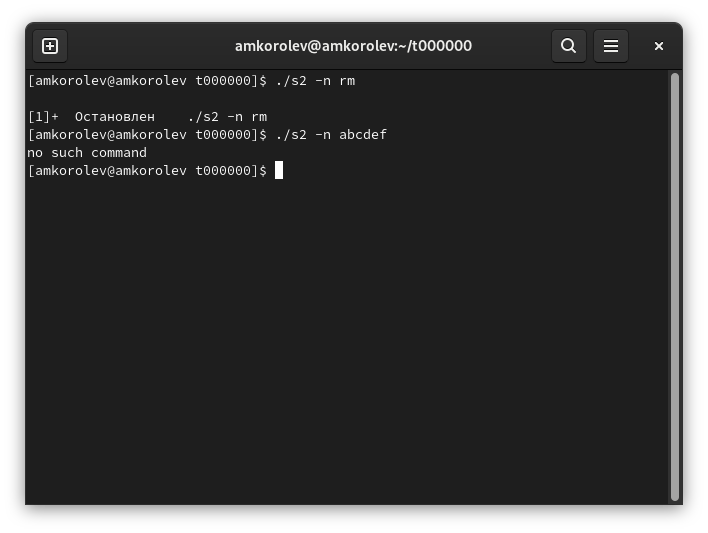 amkorolev@amkorolev:~/t000000
[amkorolev@amkorolev t000000]$ ./s2 -n rm
[1]+  Остановлен    ./s2 -n rm
[amkorolev@amkorolev t000000]$ ./s2 -n abcdef
no such command
[amkorolev@amkorolev t000000]$